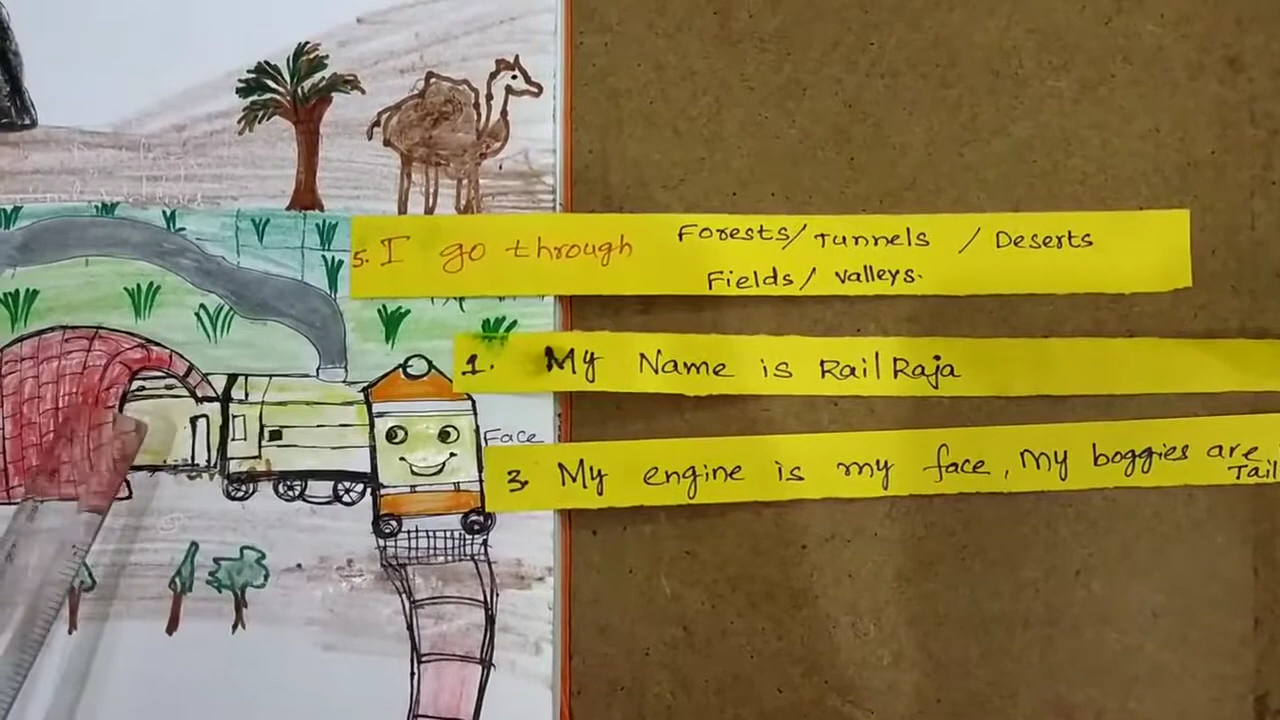 5. I go through Forests/ Tunnels / Deserts
Fields/ Valleys.
1. My Name is RailRaja
Face
3. My engine is my face, my boggies are
Tail